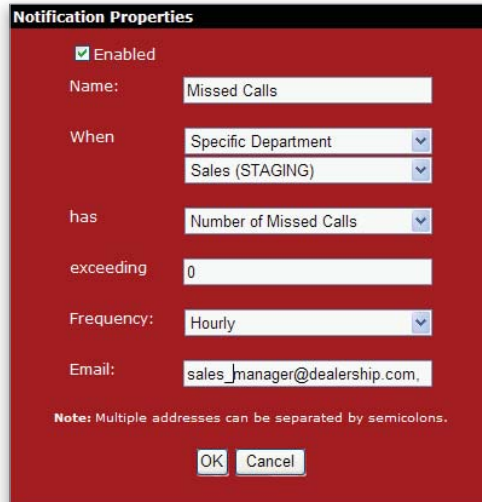 Notification Properties
Enabled
Name: Missed Calls
When Specific Department
Sales (STAGING)
has Number of Missed Calls
exceeding 0
Frequency: Hourly
Email: sales_manager@dealership.com,
Note: Multiple addresses can be separated by semicolons.
OK Cancel